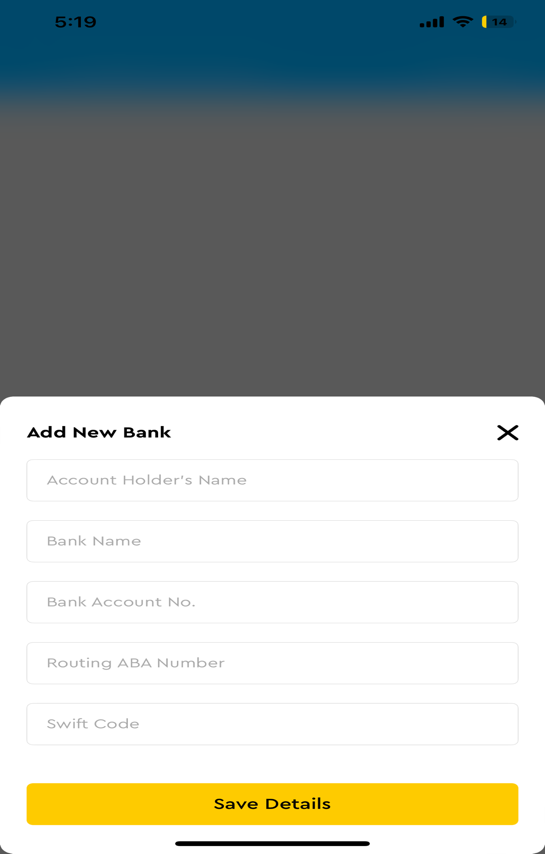 5:19
14
Add New Bank
Account Holder's Name
Bank Name
Bank Account No.
Routing ABA Number
Swift Code
Save Details